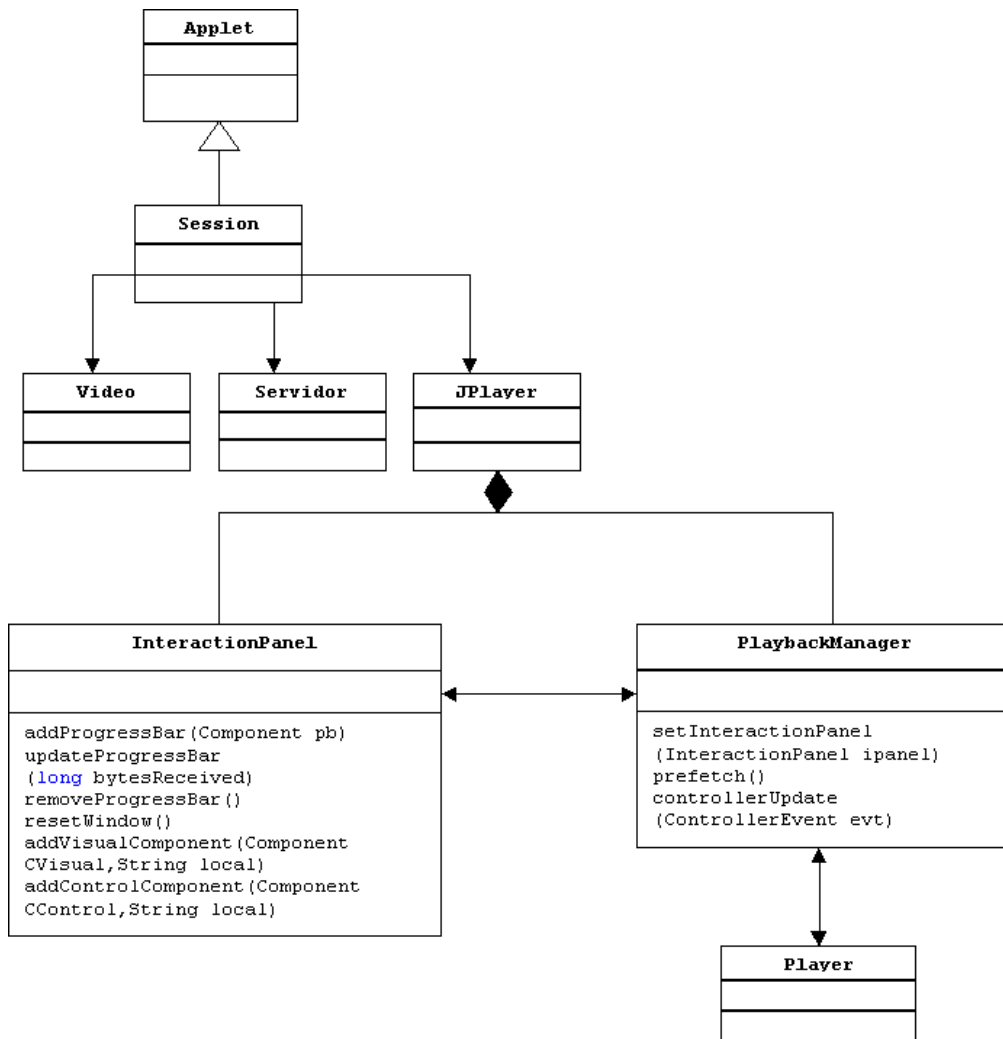 Applet
Session
Video
Servidor
JPlayer
InteractionPanel
addProgressBar(Component pb)
updateProgressBar
(long bytesReceived)
removeProgressBar()
resetWindow()
addVisualComponent(Component
CVisual,String local)
addControlComponent(Component
CControl,String local)
PlaybackManager
setInteractionPanel
(InteractionPanel ipanel)
prefetch()
controllerUpdate
(ControllerEvent evt)
Player